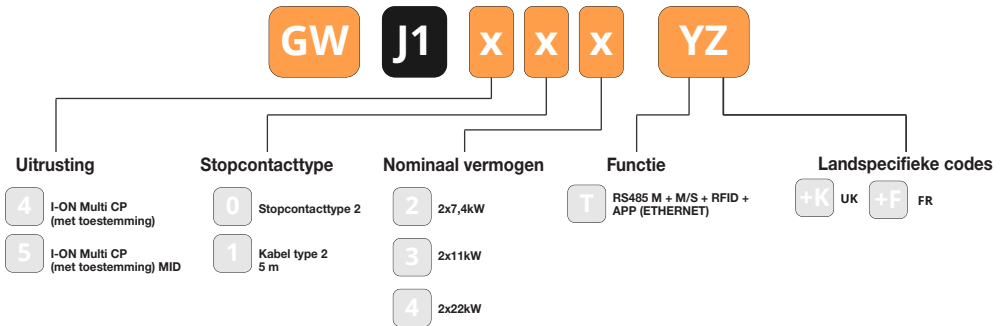 GW J1 x x x YZ
Uitrusting
4 I-ON Multi CP
(met toestemming)
5 I-ON Multi CP
(met toestemming) MID
Stopcontacttype
0 Stopcontacttype 2
1 Kabel type 2
5 m
Nominaal vermogen
2 2x7,4kW
3 2x11kW
4 2x22kW
Functie
T RS485 M + M/S + RFID +
APP (ETHERNET)
Landspecifieke codes
+K UK +F FR